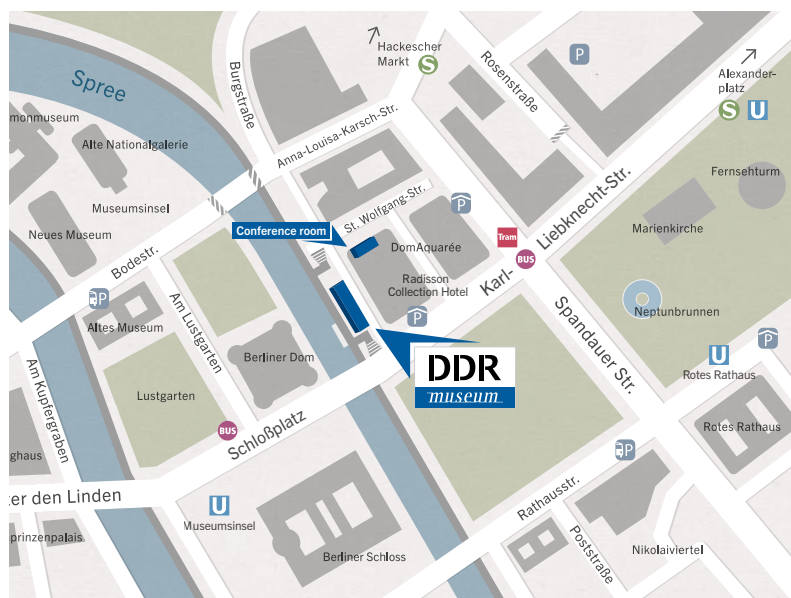 Hackescher
Markt
S
P
Rosenstraße
Alexander-
platz
S U
Spree
Burgstraße
monmuseum
Alte Nationalgalerie
Anna-Louisa-Karsch-Str.
Fernsehturm
Museumsinsel
St. Wolfgang-Str.
P
Liebknecht-Str.
Marienkirche
Neues Museum
Conference room
Tram
DomAquarée
BUS
Bodestr.
Radisson
Collection Hotel
Karl-
P
Am Lustgarten
P
Neptunbrunnen
Altes Museum
Spandauer Str.
P
Berliner Dom
U
DDR
museum
Rotes Rathaus
Am Kupfergraben
Lustgarten
BUS
Schloßplatz
Rotes Rathaus
ghaus
P
ter den Linden
Rathausstr.
U
Museumsinsel
prinzenpalais
Berliner Schloss
Poststraße
Nikolaiviertel